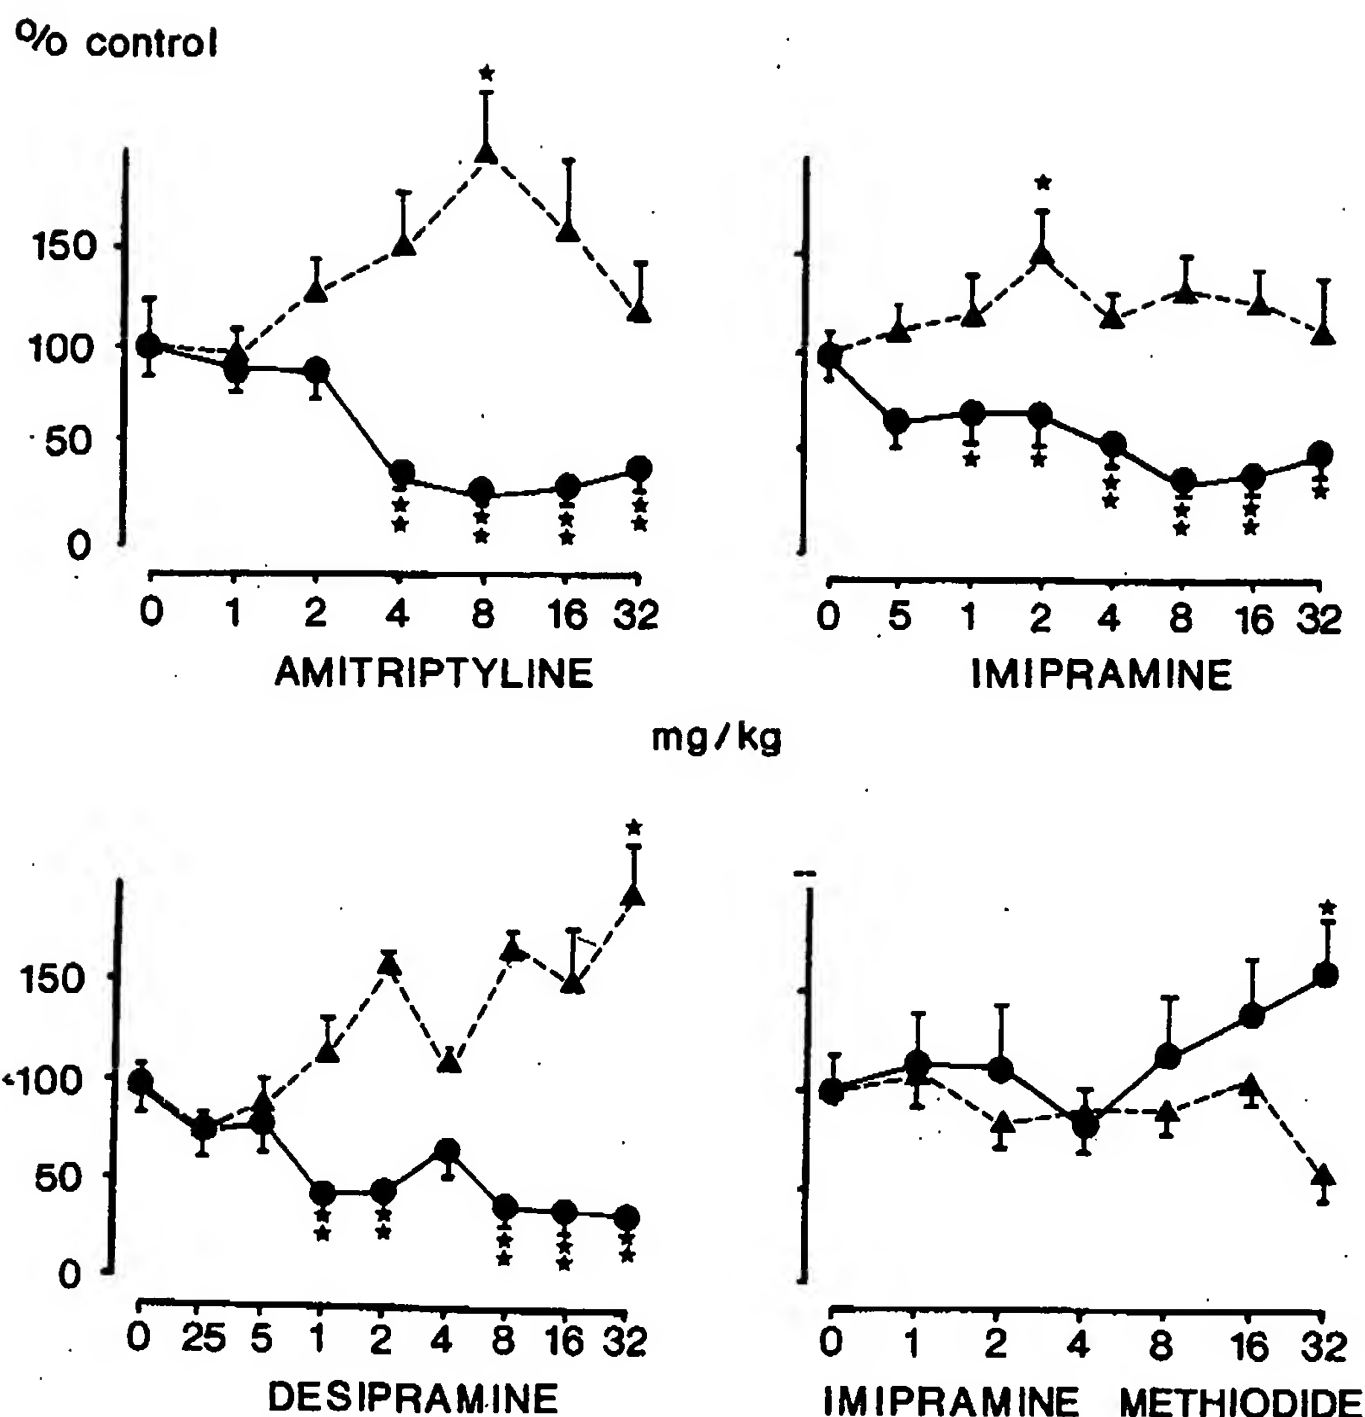 % control
150
100
50
0
0 1 2 4 8 16 32
AMITRIPTYLINE
0 5 1 2 4 8 16 32
IMIPRAMINE
mg/kg
150
100
50
0
0 25 5 1 2 4 8 16 32
DESIPRAMINE
0 1 2 4 8 16 32
IMIPRAMINE METHIODIDE